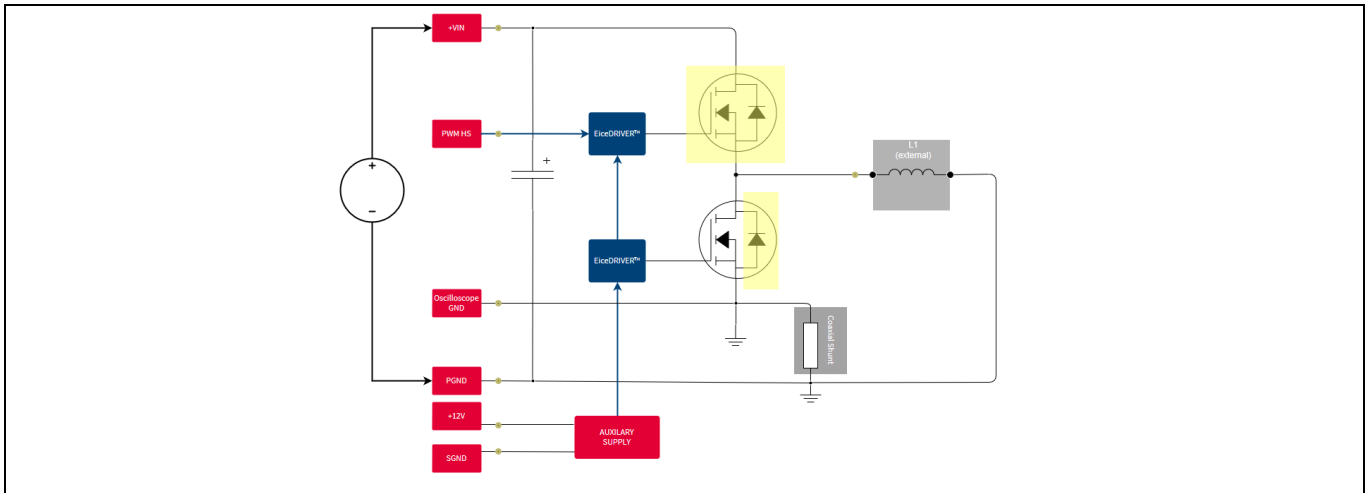 +VIN
PWM HS
EiceDRIVER™
L1
(external)
+
+
−
EiceDRIVER™
Oscilloscope
GND
Coaxial Shunt
PGND
+12V
AUXILARY
SUPPLY
SGND